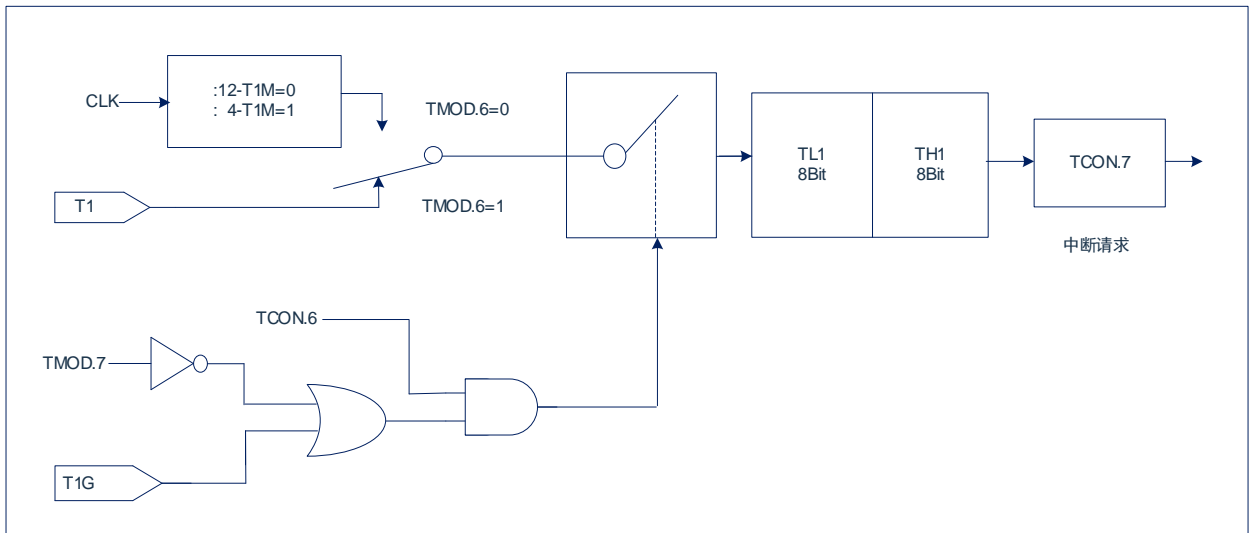 :12-T1M=0
: 4-T1M=1
CLK
TMOD.6=0
T1
TMOD.6=1
TL1
8Bit
TH1
8Bit
TCON.7
中断请求
TCON.6
TMOD.7
T1G